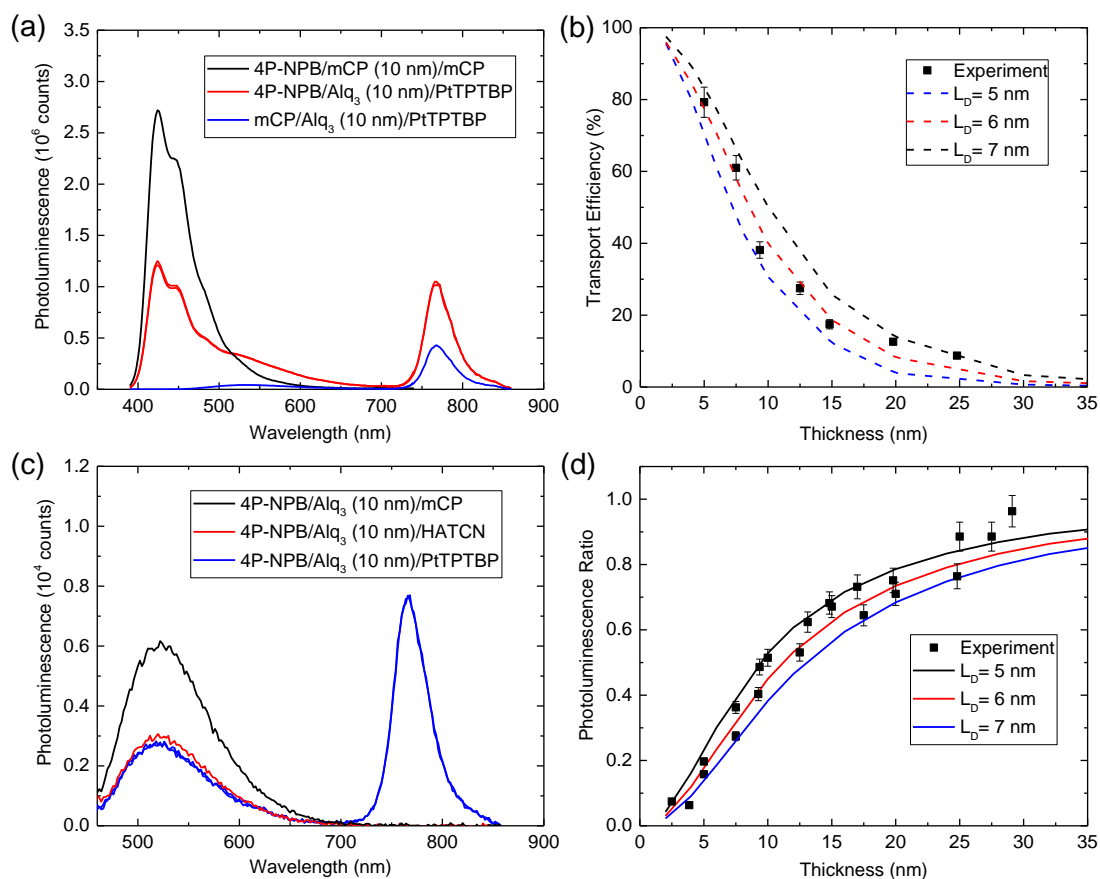 (a)
3.5
3.0
2.5
2.0
1.5
1.0
0.5
0.0
Photoluminescence (10⁶ counts)
4P-NPB/mCP (10 nm)/mCP
4P-NPB/Alq₃ (10 nm)/PtTPTBP
mCP/Alq₃ (10 nm)/PtTPTBP
400 500 600 700 800 900
Wavelength (nm)
(b)
100
80
60
40
20
0
Transport Efficiency (%)
Experiment
L_D= 5 nm
L_D= 6 nm
L_D= 7 nm
0 5 10 15 20 25 30 35
Thickness (nm)
(c)
1.2
1.0
0.8
0.6
0.4
0.2
0.0
Photoluminescence (10⁴ counts)
4P-NPB/Alq₃ (10 nm)/mCP
4P-NPB/Alq₃ (10 nm)/HATCN
4P-NPB/Alq₃ (10 nm)/PtTPTBP
500 600 700 800 900
Wavelength (nm)
(d)
1.0
0.8
0.6
0.4
0.2
0.0
Photoluminescence Ratio
Experiment
L_D= 5 nm
L_D= 6 nm
L_D= 7 nm
0 5 10 15 20 25 30 35
Thickness (nm)